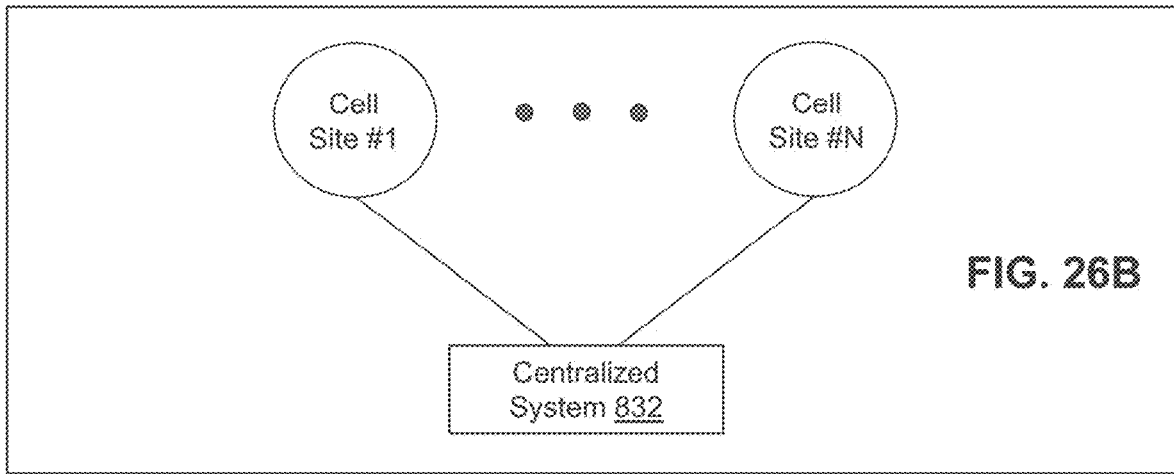 Cell
Site #1
Cell
Site #N
FIG. 26B
Centralized
System 832